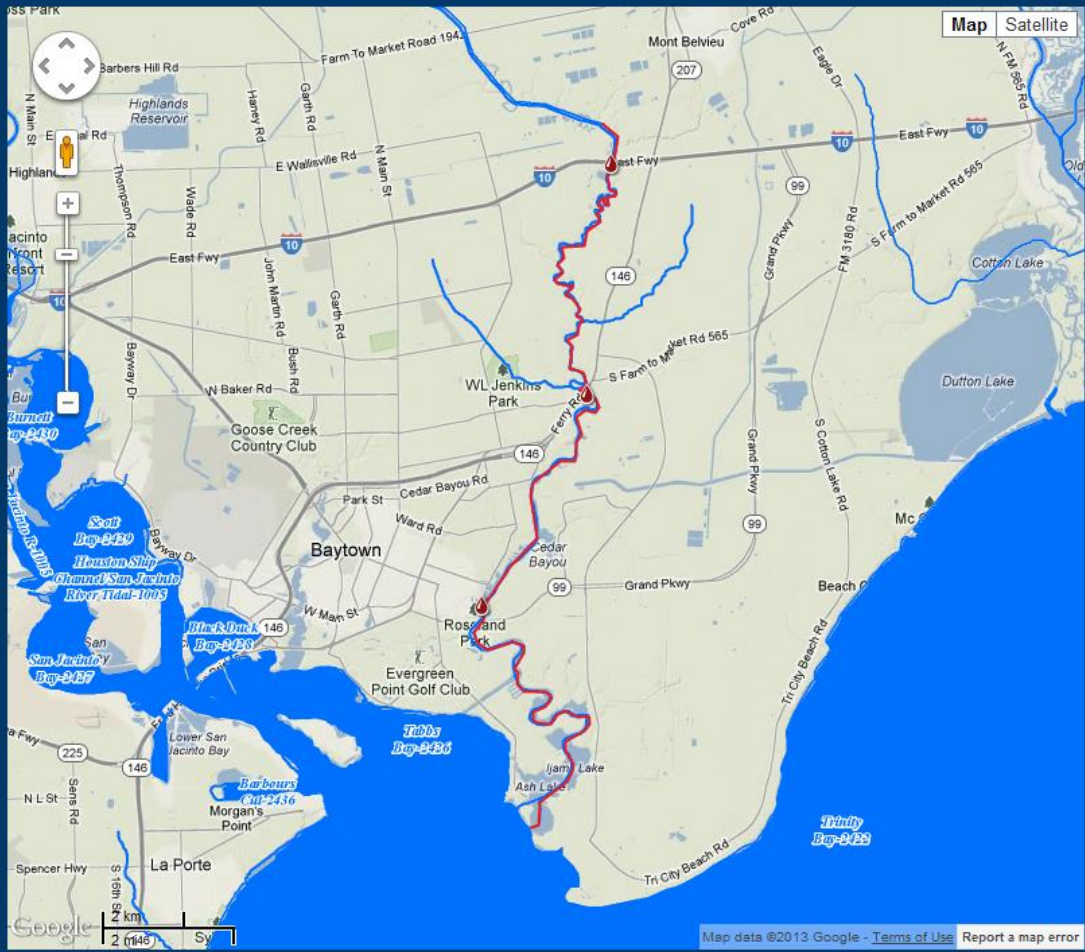 Map
Satellite
Farm To Market Road 1942
Cove Rd
Mont Belvieu
207
Eagle Dr
N FM 565 Rd
Barbers Hill Rd
N Main St
Highlands
Reservoir
Haney Rd
Garth Rd
N Main St
East Fwy
10
10
E Wallisville Rd
East Fwy
10
Highlands
Thompson Rd
Wade Rd
99
S Farm to Market Rd 565
Grand Pkwy
FM 3180 Rd
10
East Fwy
John Martin Rd
Garth Rd
146
Cotton Lake
10
Bayway Dr
Bush Rd
S Farm to
Rd 565
Dutton Lake
W Baker Rd
WL Jenkins
Park
Goose Creek
Country Club
146
Grand Pkwy
S Cotton Lake Rd
Park St
Cedar Bayou Rd
Ward Rd
99
Scott
Bay-2429
Bayway Dr
Baytown
Cedar
Bayou
Houston Ship
Channel/San Jacinto
River Tidal-1005
99
Grand Pkwy
W Main St
Black Duck
Bay-2428
146
Park
San Jacinto
Bay-2427
Evergreen
Point Golf Club
Tri City Beach Rd
Tabbs
Bay-2426
Lower San
Jacinto Bay
225
146
Ash Lake
Lake
Barbours
Cut-2436
N L St
Sens Rd
Morgan's
Point
Trinity
Bay-2422
La Porte
Spencer Hwy
S 16th St
Tri City Beach Rd
Google
2 km
2 mi
146
Sy
Map data ©2013 Google - Terms of Use
Report a map error